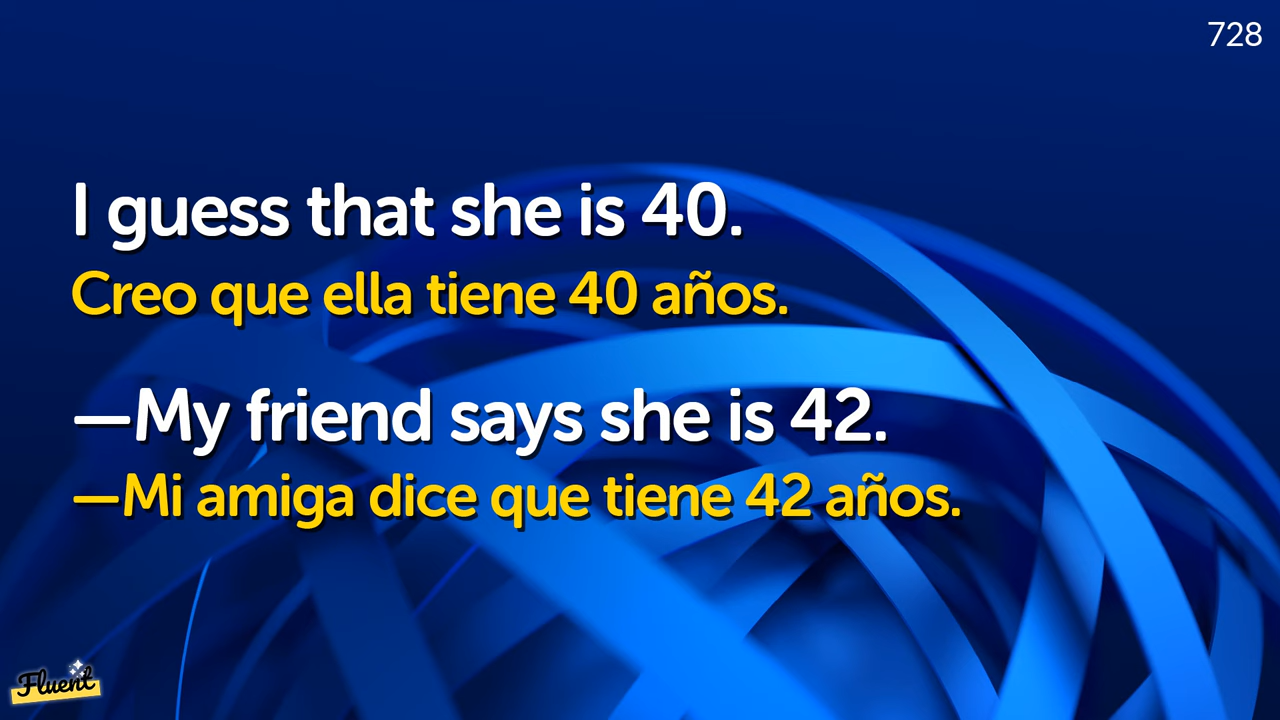 728
I guess that she is 40.
Creo que ella tiene 40 años.
—My friend says she is 42.
—Mi amiga dice que tiene 42 años.
Fluent